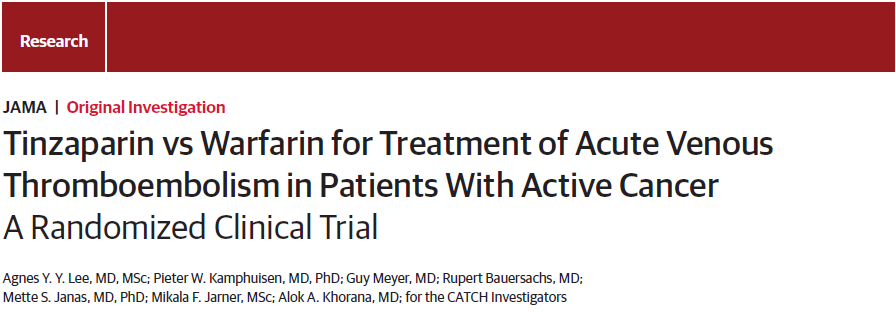 Research
JAMA | Original Investigation
Tinzaparin vs Warfarin for Treatment of Acute Venous
Thromboembolism in Patients With Active Cancer
A Randomized Clinical Trial
Agnes Y. Y. Lee, MD, MSc; Pieter W. Kamphuisen, MD, PhD; Guy Meyer, MD; Rupert Bauersachs, MD;
Mette S. Janas, MD, PhD; Mikala F. Jarner, MSc; Alok A. Khorana, MD; for the CATCH Investigators